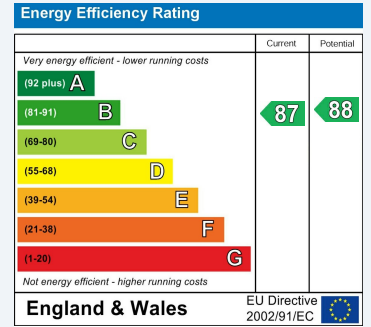 Energy Efficiency Rating
Current Potential
Very energy efficient - lower running costs
(92 plus) A
(81-91) B
87 88
(69-80) C
(55-68) D
(39-54) E
(21-38) F
(1-20) G
Not energy efficient - higher running costs
England & Wales
EU Directive
2002/91/EC